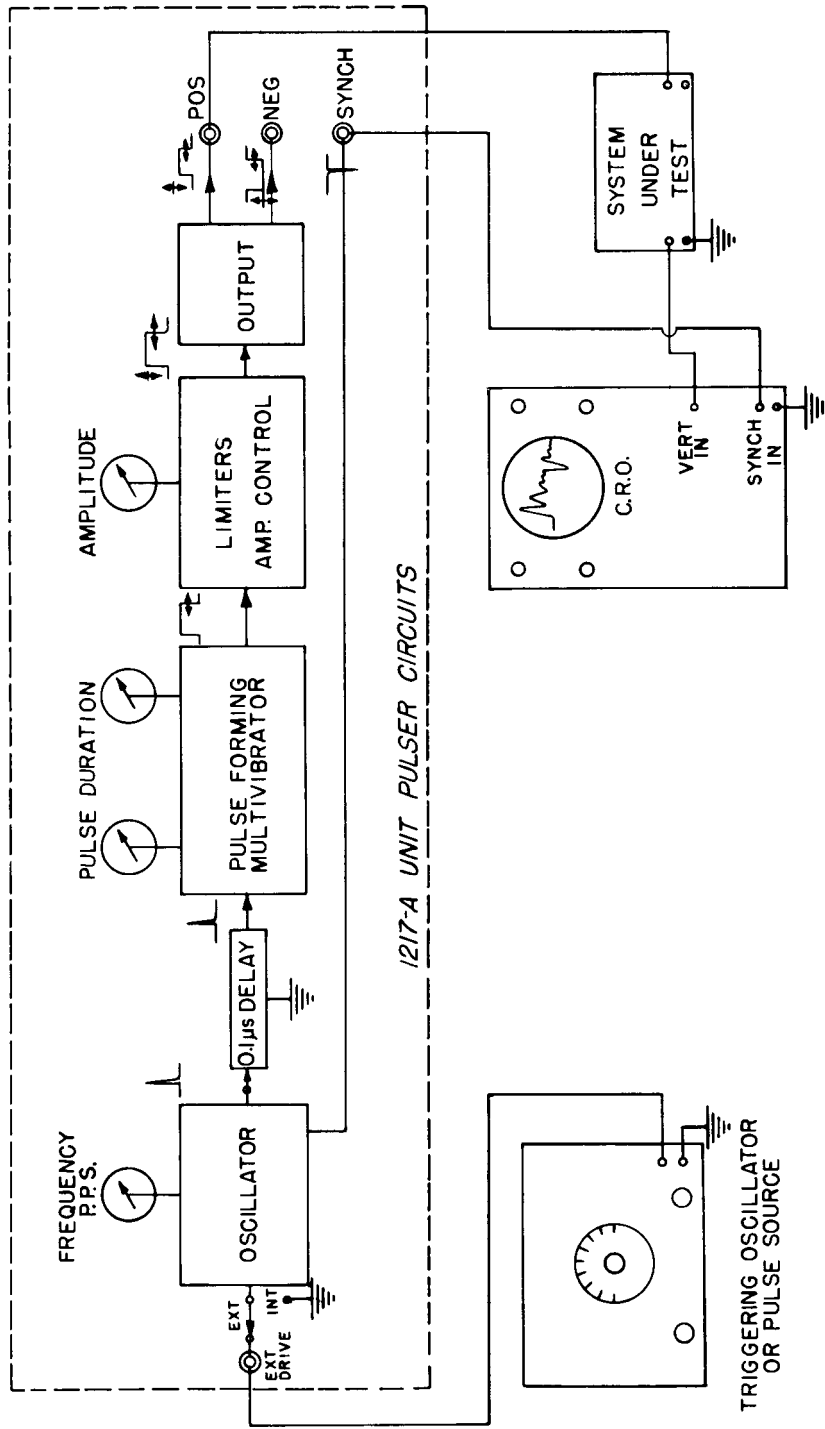 FREQUENCY
P.P.S.
PULSE DURATION
AMPLITUDE
EXT
INT
EXT
DRIVE
OSCILLATOR
0.1μs DELAY
PULSE FORMING
MULTIVIBRATOR
LIMITERS
AMP. CONTROL
OUTPUT
POS
NEG
SYNCH
1217-A UNIT PULSER CIRCUITS
TRIGGERING OSCILLATOR
OR PULSE SOURCE
C.R.O.
VERT
IN
SYNCH
IN
SYSTEM
UNDER
TEST